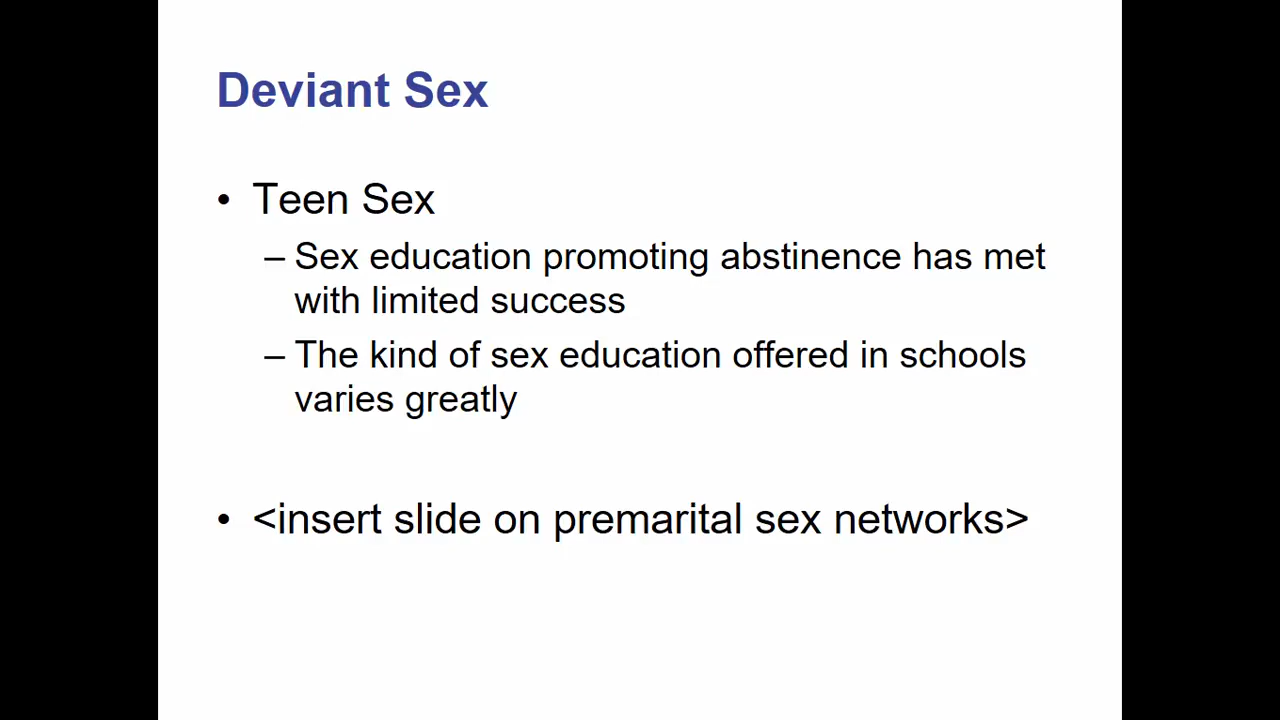 Deviant Sex
• Teen Sex
– Sex education promoting abstinence has met
with limited success
– The kind of sex education offered in schools
varies greatly
• <insert slide on premarital sex networks>